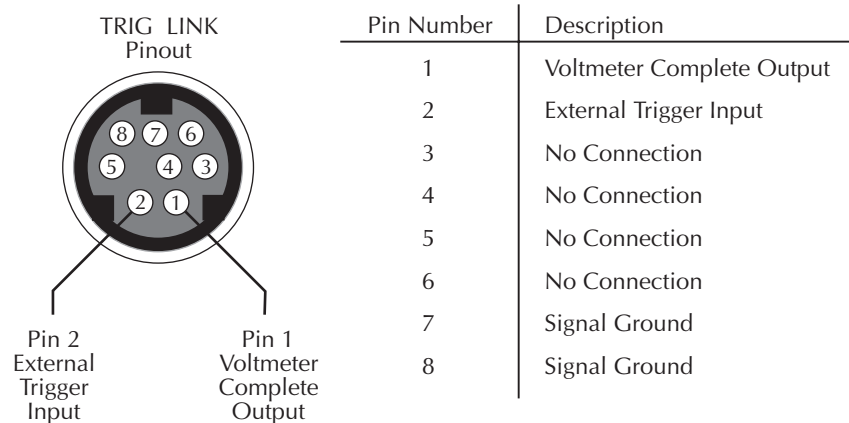 TRIG LINK
Pinout
8 7 6
5 4 3
2 1
Pin 2
External
Trigger
Input
Pin 1
Voltmeter
Complete
Output
Pin Number Description
1 Voltmeter Complete Output
2 External Trigger Input
3 No Connection
4 No Connection
5 No Connection
6 No Connection
7 Signal Ground
8 Signal Ground